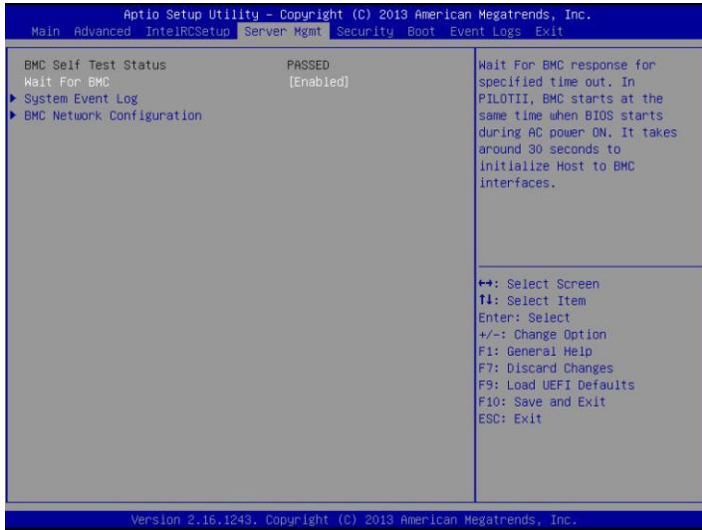 Aptio Setup Utility – Copyright (C) 2013 American Megatrends, Inc.
Main Advanced IntelRCSetup Server Mgmt Security Boot Event Logs Exit
BMC Self Test Status PASSED
Wait For BMC [Enabled]
System Event Log
BMC Network Configuration
Wait For BMC response for
specified time out. In
PILOTII, BMC starts at the
same time when BIOS starts
during AC power ON. It takes
around 30 seconds to
initialize Host to BMC
interfaces.
↔: Select Screen
↑↓: Select Item
Enter: Select
+/-: Change Option
F1: General Help
F7: Discard Changes
F9: Load UEFI Defaults
F10: Save and Exit
ESC: Exit
Version 2.16.1243. Copyright (C) 2013 American Megatrends, Inc.